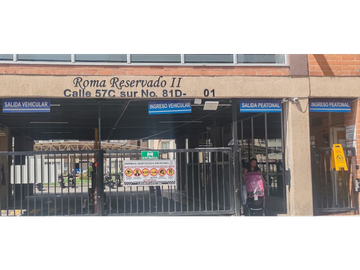 Roma Reservado II
Calle 57C sur No. 81D- 01
SALIDA VEHICULAR
INGRESO VEHICULAR
SALIDA PEATONAL
INGRESO PEATONAL